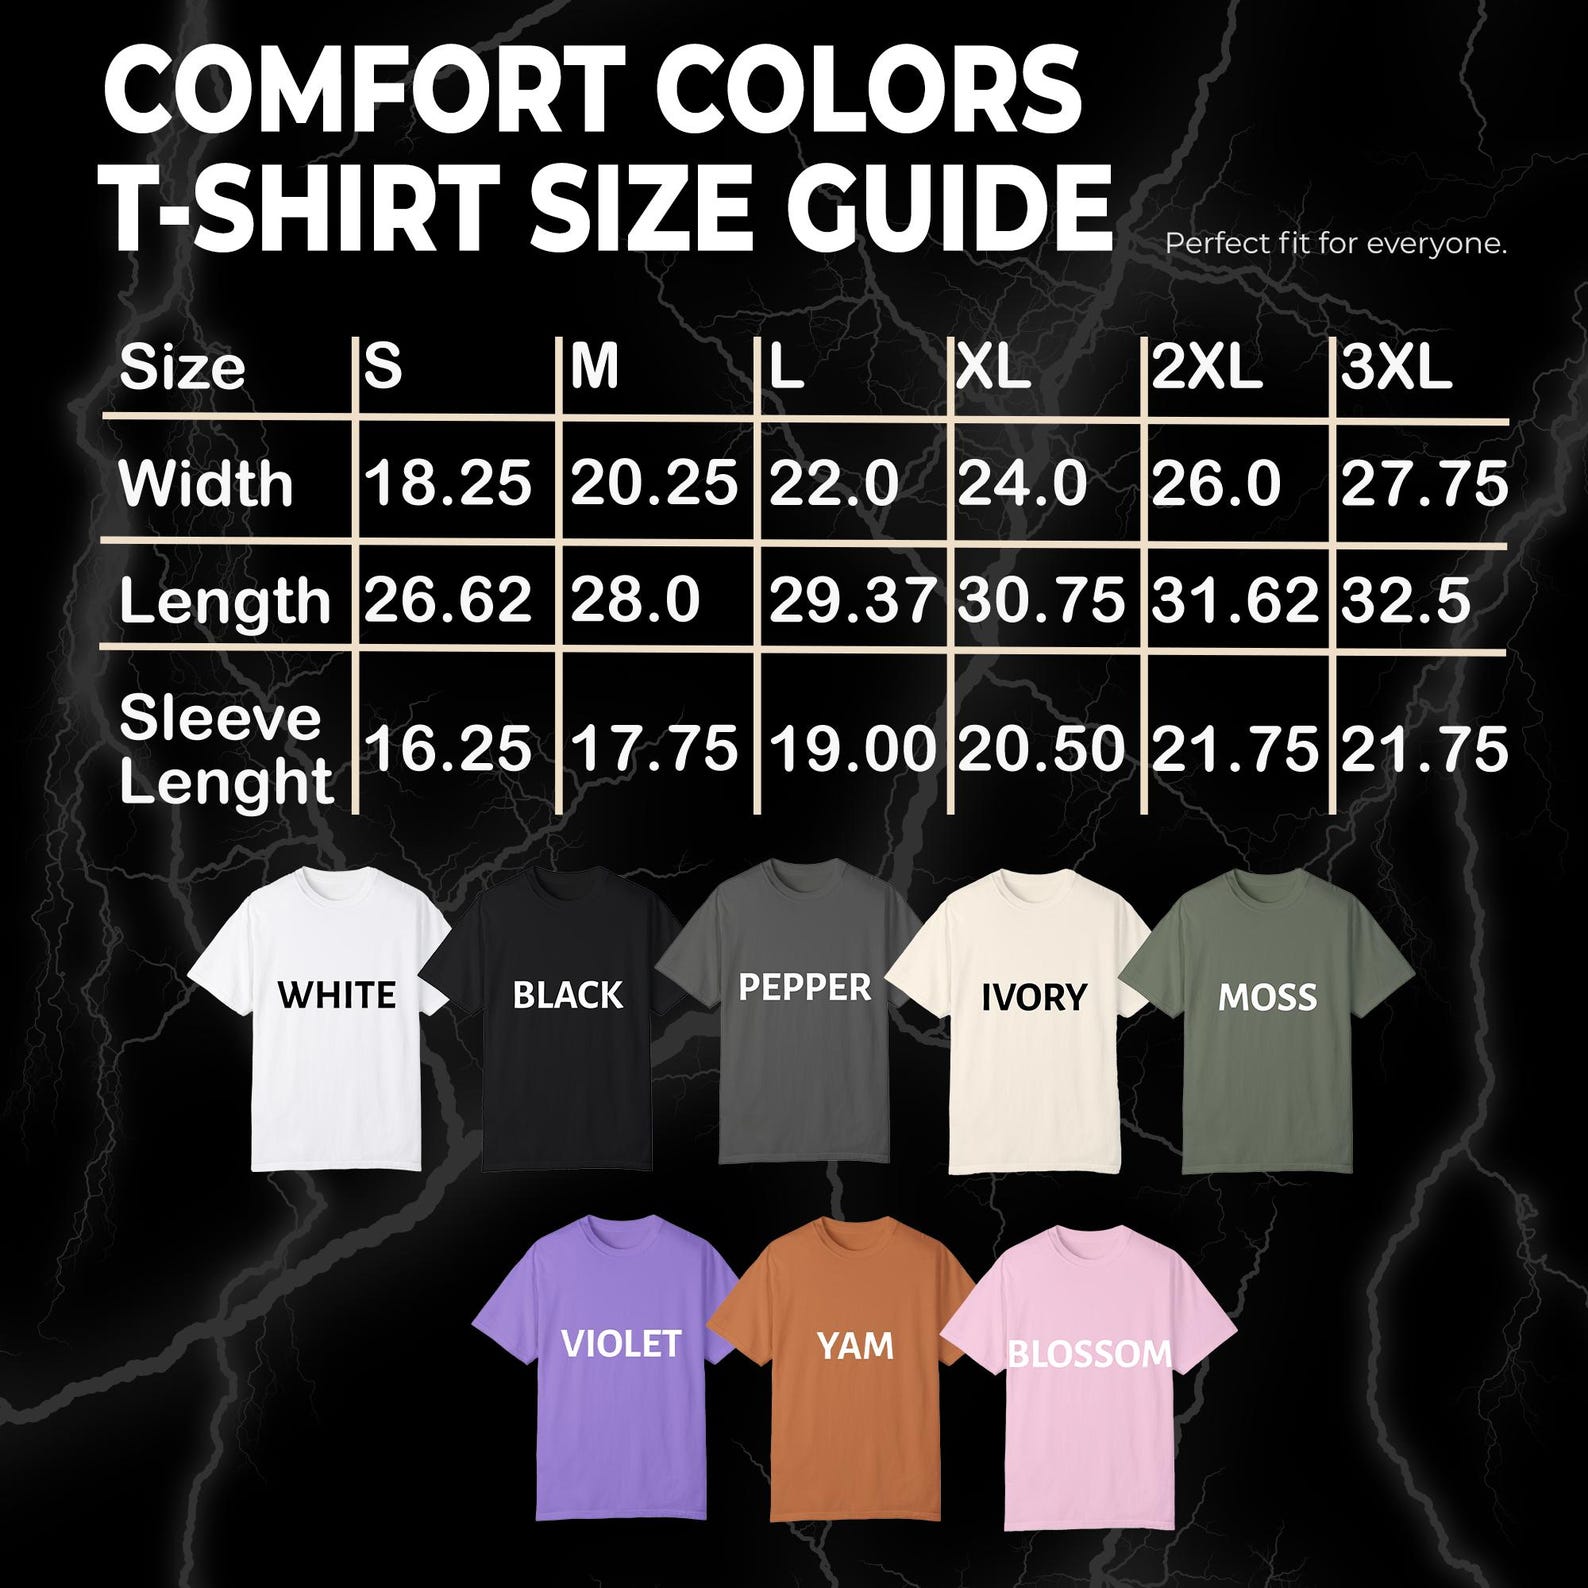 COMFORT COLORS
T-SHIRT SIZE GUIDE
Perfect fit for everyone.
Size S M L XL 2XL 3XL
Width 18.25 20.25 22.0 24.0 26.0 27.75
Length 26.62 28.0 29.37 30.75 31.62 32.5
Sleeve
Lenght 16.25 17.75 19.00 20.50 21.75 21.75
WHITE BLACK PEPPER IVORY MOSS
VIOLET YAM BLOSSOM